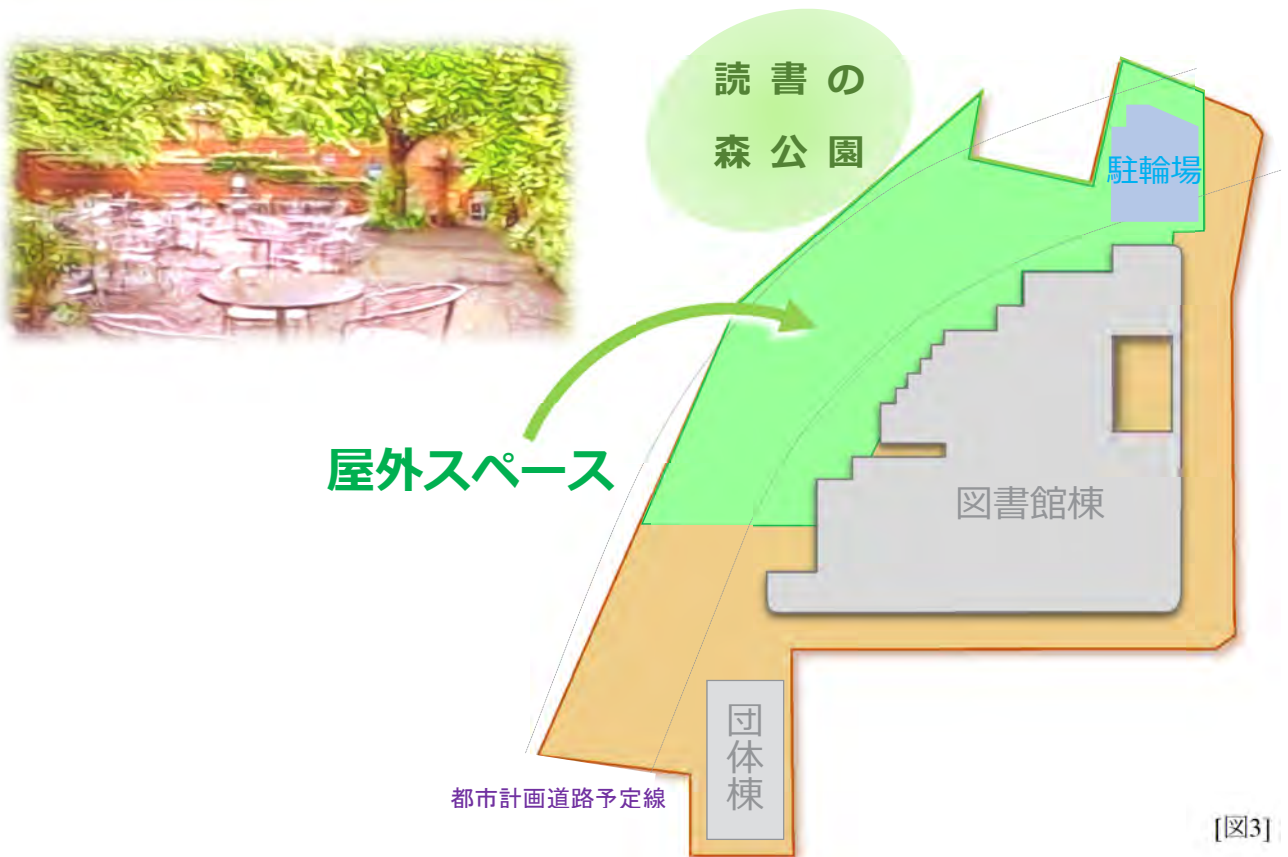 読書の
森公園
駐輪場
屋外スペース
図書館棟
団体棟
都市計画道路予定線
[図3]